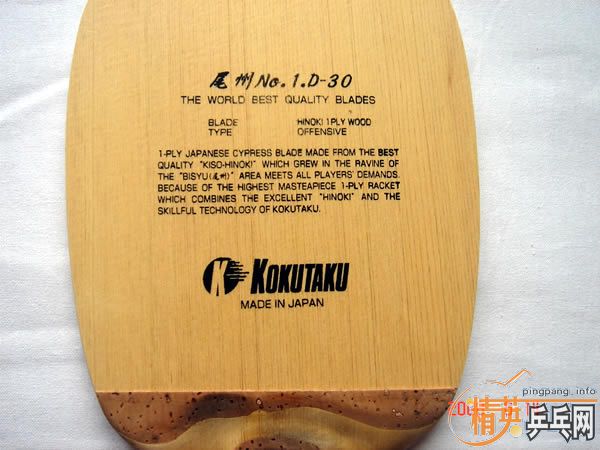 尾州 No.1.D-30
THE WORLD BEST QUALITY BLADES
BLADE HINOKI 1PLY WOOD
TYPE OFFENSIVE
1-PLY JAPANESE CYPRESS BLADE MADE FROM THE BEST
QUALITY "KISO-HINOKI" WHICH GREW IN THE RAVINE OF
THE "BISYU(尾州)" AREA MEETS ALL PLAYERS' DEMANDS.
BECAUSE OF THE HIGHEST MASTEAPIECE 1-PLY RACKET
WHICH COMBINES THE EXCELLENT "HINOKI" AND THE
SKILLFUL TECHNOLOGY OF KOKUTAKU.
K KOKUTAKU
MADE IN JAPAN
pingpang.info
精英乒乓网